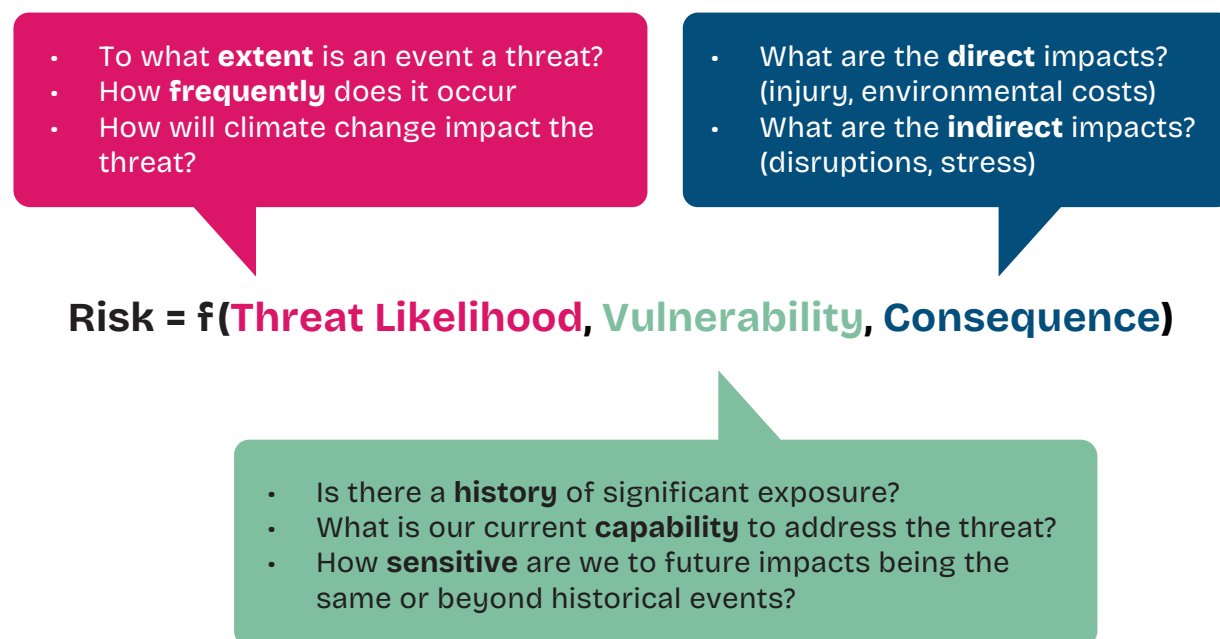 • To what extent is an event a threat?
• How frequently does it occur
• How will climate change impact the
threat?
• What are the direct impacts?
(injury, environmental costs)
• What are the indirect impacts?
(disruptions, stress)
Risk = f(Threat Likelihood, Vulnerability, Consequence)
• Is there a history of significant exposure?
• What is our current capability to address the threat?
• How sensitive are we to future impacts being the
same or beyond historical events?